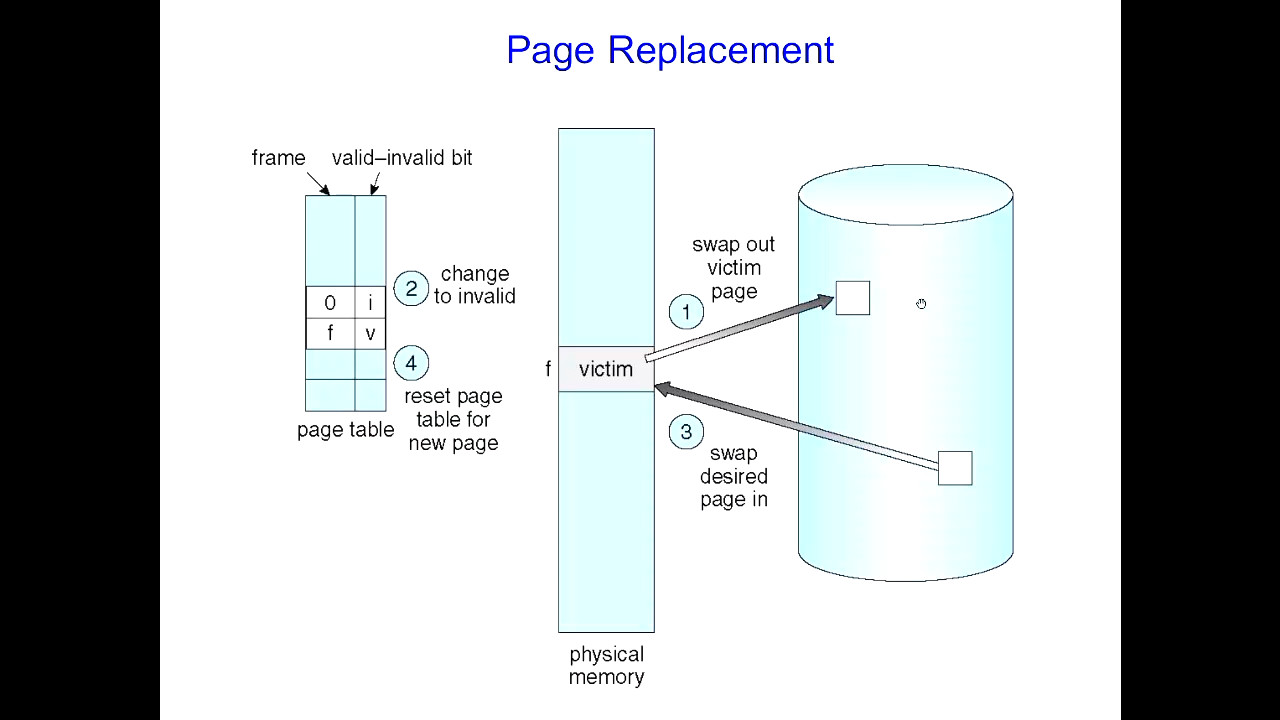 Page Replacement
frame
valid–invalid bit
0 i
f v
2
change
to invalid
4
reset page
table for
new page
page table
f
victim
physical
memory
1
swap out
victim
page
3
swap
desired
page in